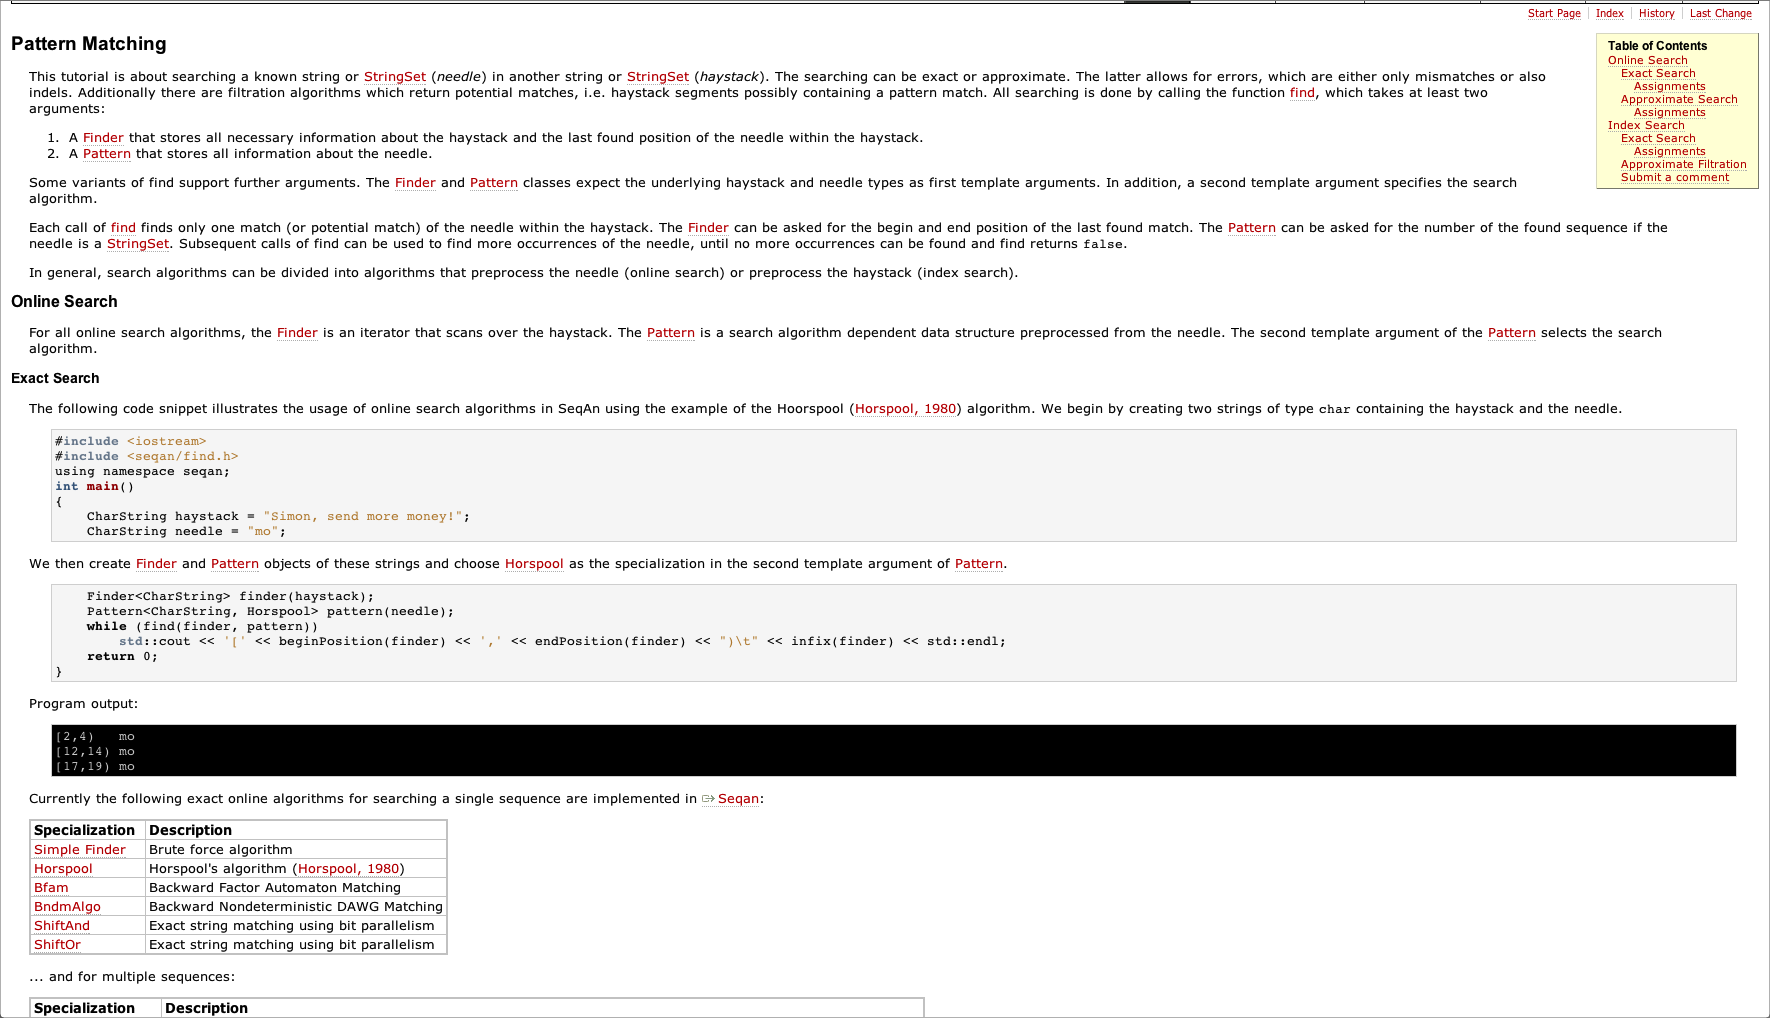 Start Page Index History Last Change
Pattern Matching
Table of Contents
Online Search
Exact Search
Assignments
Approximate Search
Assignments
Index Search
Exact Search
Assignments
Approximate Filtration
Submit a comment
This tutorial is about searching a known string or StringSet (needle) in another string or StringSet (haystack). The searching can be exact or approximate. The latter allows for errors, which are either only mismatches or also
indels. Additionally there are filtration algorithms which return potential matches, i.e. haystack segments possibly containing a pattern match. All searching is done by calling the function find, which takes at least two
arguments:
1. A Finder that stores all necessary information about the haystack and the last found position of the needle within the haystack.
2. A Pattern that stores all information about the needle.
Some variants of find support further arguments. The Finder and Pattern classes expect the underlying haystack and needle types as first template arguments. In addition, a second template argument specifies the search
algorithm.
Each call of find finds only one match (or potential match) of the needle within the haystack. The Finder can be asked for the begin and end position of the last found match. The Pattern can be asked for the number of the found sequence if the
needle is a StringSet. Subsequent calls of find can be used to find more occurrences of the needle, until no more occurrences can be found and find returns false.
In general, search algorithms can be divided into algorithms that preprocess the needle (online search) or preprocess the haystack (index search).
Online Search
For all online search algorithms, the Finder is an iterator that scans over the haystack. The Pattern is a search algorithm dependent data structure preprocessed from the needle. The second template argument of the Pattern selects the search
algorithm.
Exact Search
The following code snippet illustrates the usage of online search algorithms in SeqAn using the example of the Hoorspool (Horspool, 1980) algorithm. We begin by creating two strings of type char containing the haystack and the needle.
#include <iostream>
#include <seqan/find.h>
using namespace seqan;
int main()
{
CharString haystack = "Simon, send more money!";
CharString needle = "mo";
We then create Finder and Pattern objects of these strings and choose Horspool as the specialization in the second template argument of Pattern.
Finder<CharString> finder(haystack);
Pattern<CharString, Horspool> pattern(needle);
while (find(finder, pattern))
std::cout << '[' << beginPosition(finder) << ',' << endPosition(finder) << ")\t" << infix(finder) << std::endl;
return 0;
}
Program output:
[2,4) mo
[12,14) mo
[17,19) mo
Currently the following exact online algorithms for searching a single sequence are implemented in Seqan:
Specialization Description
Simple Finder Brute force algorithm
Horspool Horspool's algorithm (Horspool, 1980)
Bfam Backward Factor Automaton Matching
BndmAlgo Backward Nondeterministic DAWG Matching
ShiftAnd Exact string matching using bit parallelism
ShiftOr Exact string matching using bit parallelism
... and for multiple sequences:
Specialization Description